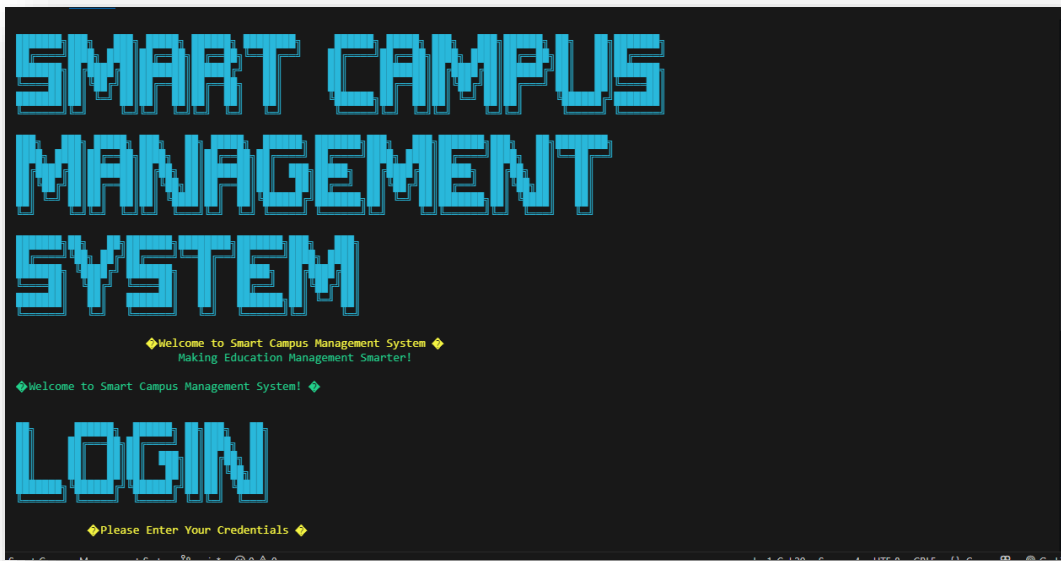 SMART CAMPUS
MANAGEMENT
SYSTEM
�Welcome to Smart Campus Management System �
Making Education Management Smarter!
�Welcome to Smart Campus Management System! �
LOGIN
�Please Enter Your Credentials �